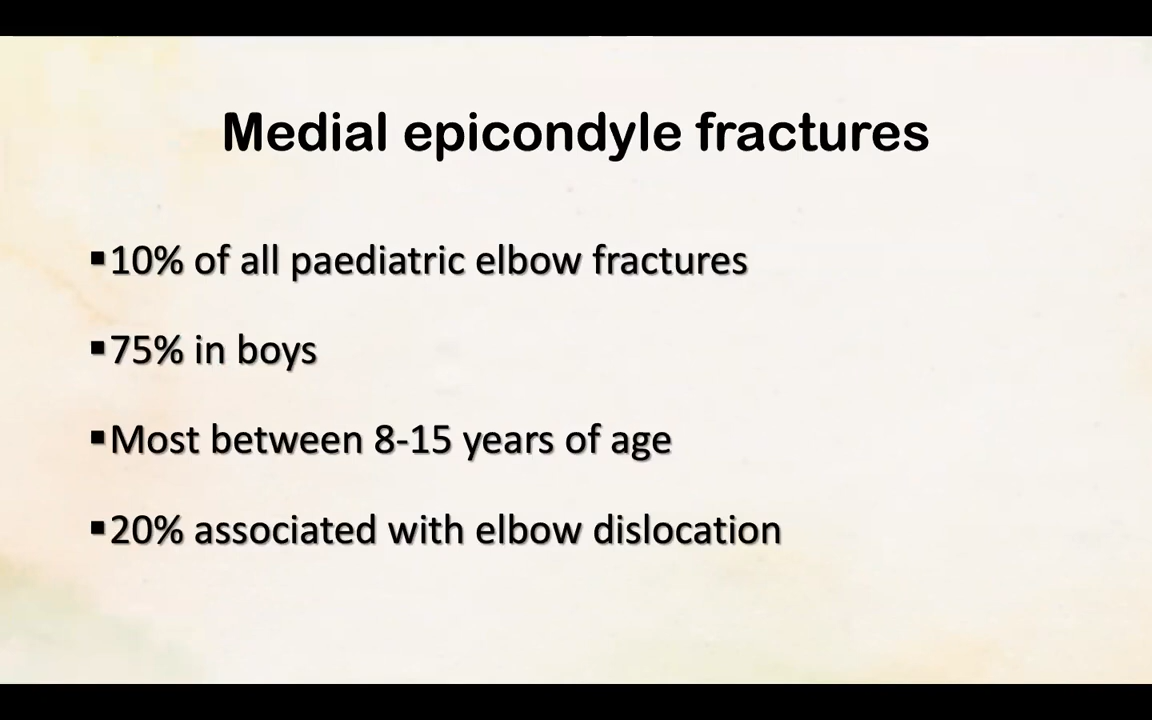 Medial epicondyle fractures
▪10% of all paediatric elbow fractures
▪75% in boys
▪Most between 8-15 years of age
▪20% associated with elbow dislocation